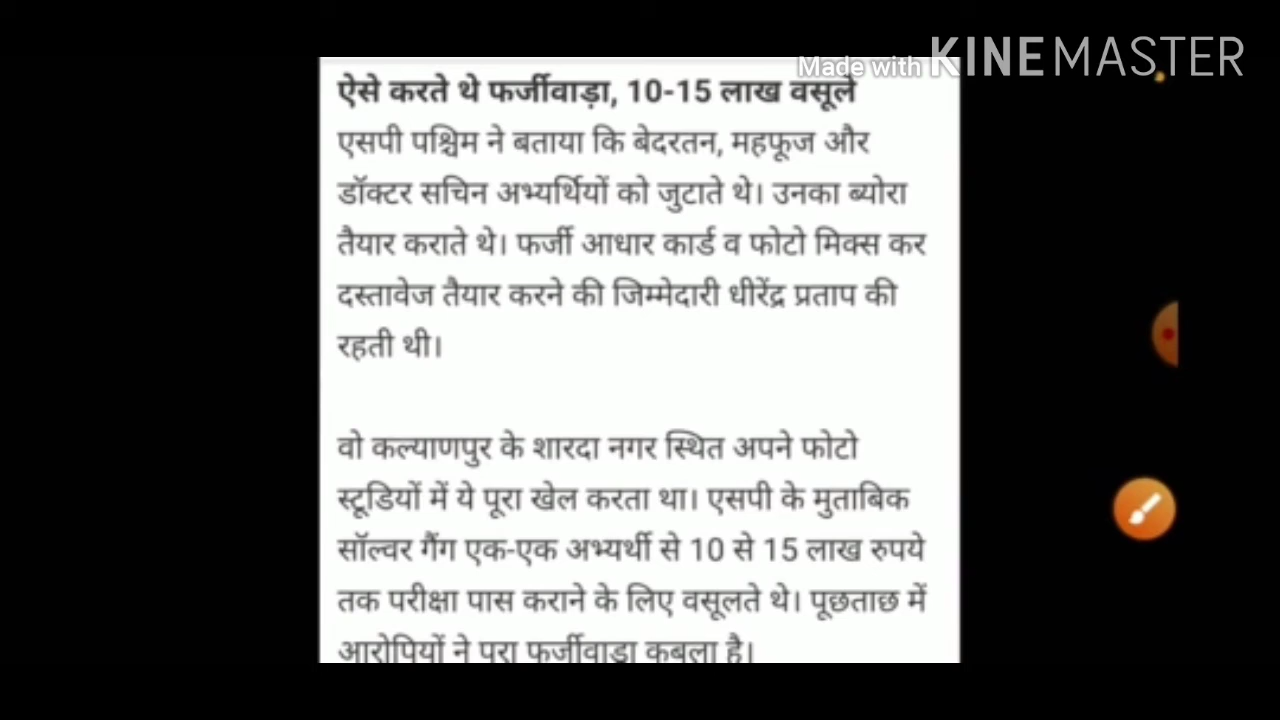 Made with KINEMASTER
ऐसे करते थे फर्जीवाड़ा, 10-15 लाख वसूले
एसपी पश्चिम ने बताया कि बेदरतन, महफूज और
डॉक्टर सचिन अभ्यर्थियों को जुटाते थे। उनका ब्योरा
तैयार कराते थे। फर्जी आधार कार्ड व फोटो मिक्स कर
दस्तावेज तैयार करने की जिम्मेदारी धीरेंद्र प्रताप की
रहती थी।
वो कल्याणपुर के शारदा नगर स्थित अपने फोटो
स्टूडियों में ये पूरा खेल करता था। एसपी के मुताबिक
सॉल्वर गैंग एक-एक अभ्यर्थी से 10 से 15 लाख रुपये
तक परीक्षा पास कराने के लिए वसूलते थे। पूछताछ में
आरोपियों ने पूरा फर्जीवाड़ा कबूला है।